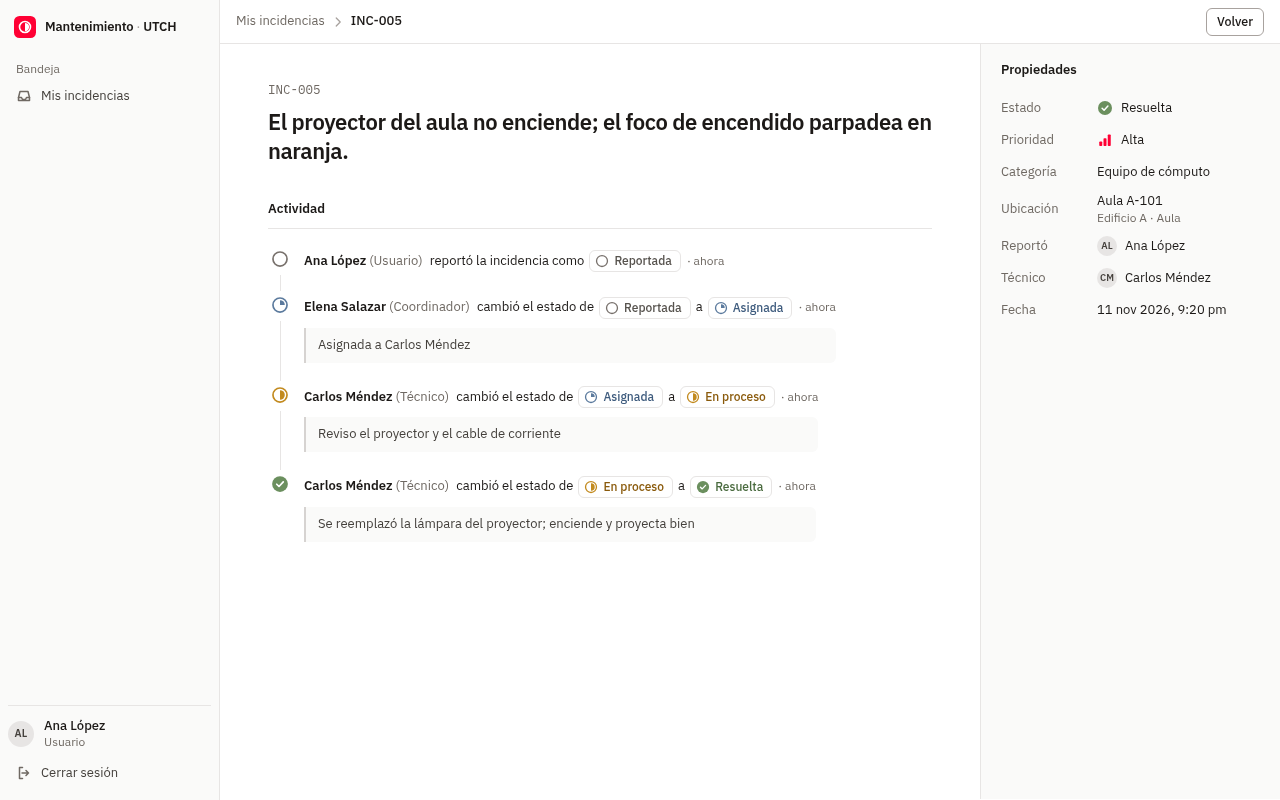 Mantenimiento · UTCH
Bandeja
Mis incidencias
Ana López
AL
Usuario
Cerrar sesión
Mis incidencias > INC-005
Volver
INC-005
El proyector del aula no enciende; el foco de encendido parpadea en
naranja.
Actividad
Ana López (Usuario) reportó la incidencia como Reportada · ahora
Elena Salazar (Coordinador) cambió el estado de Reportada a Asignada · ahora
Asignada a Carlos Méndez
Carlos Méndez (Técnico) cambió el estado de Asignada a En proceso · ahora
Reviso el proyector y el cable de corriente
Carlos Méndez (Técnico) cambió el estado de En proceso a Resuelta · ahora
Se reemplazó la lámpara del proyector; enciende y proyecta bien
Propiedades
Estado Resuelta
Prioridad Alta
Categoría Equipo de cómputo
Ubicación Aula A-101
Edificio A · Aula
Reportó AL Ana López
Técnico CM Carlos Méndez
Fecha 11 nov 2026, 9:20 pm